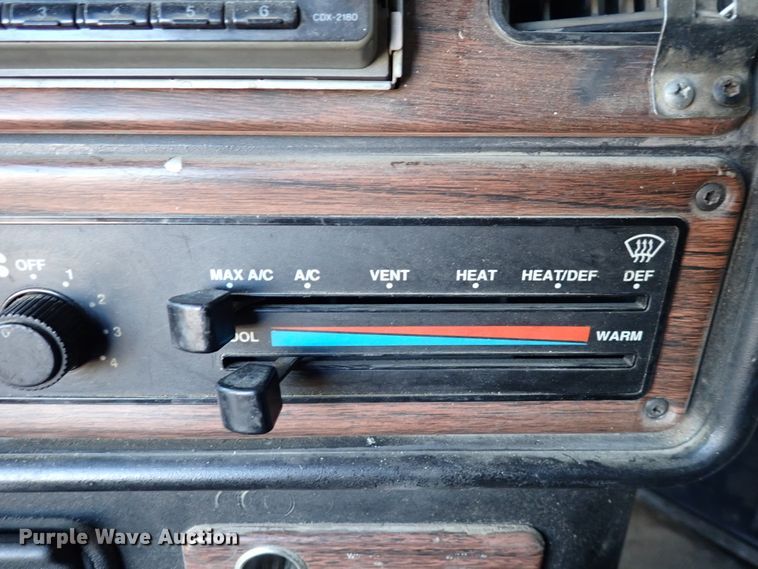 3 4 5 6 CDX-2180
OFF
1
2
3
4
MAX A/C A/C VENT HEAT HEAT/DEF DEF
OOL WARM
Purple Wave Auction